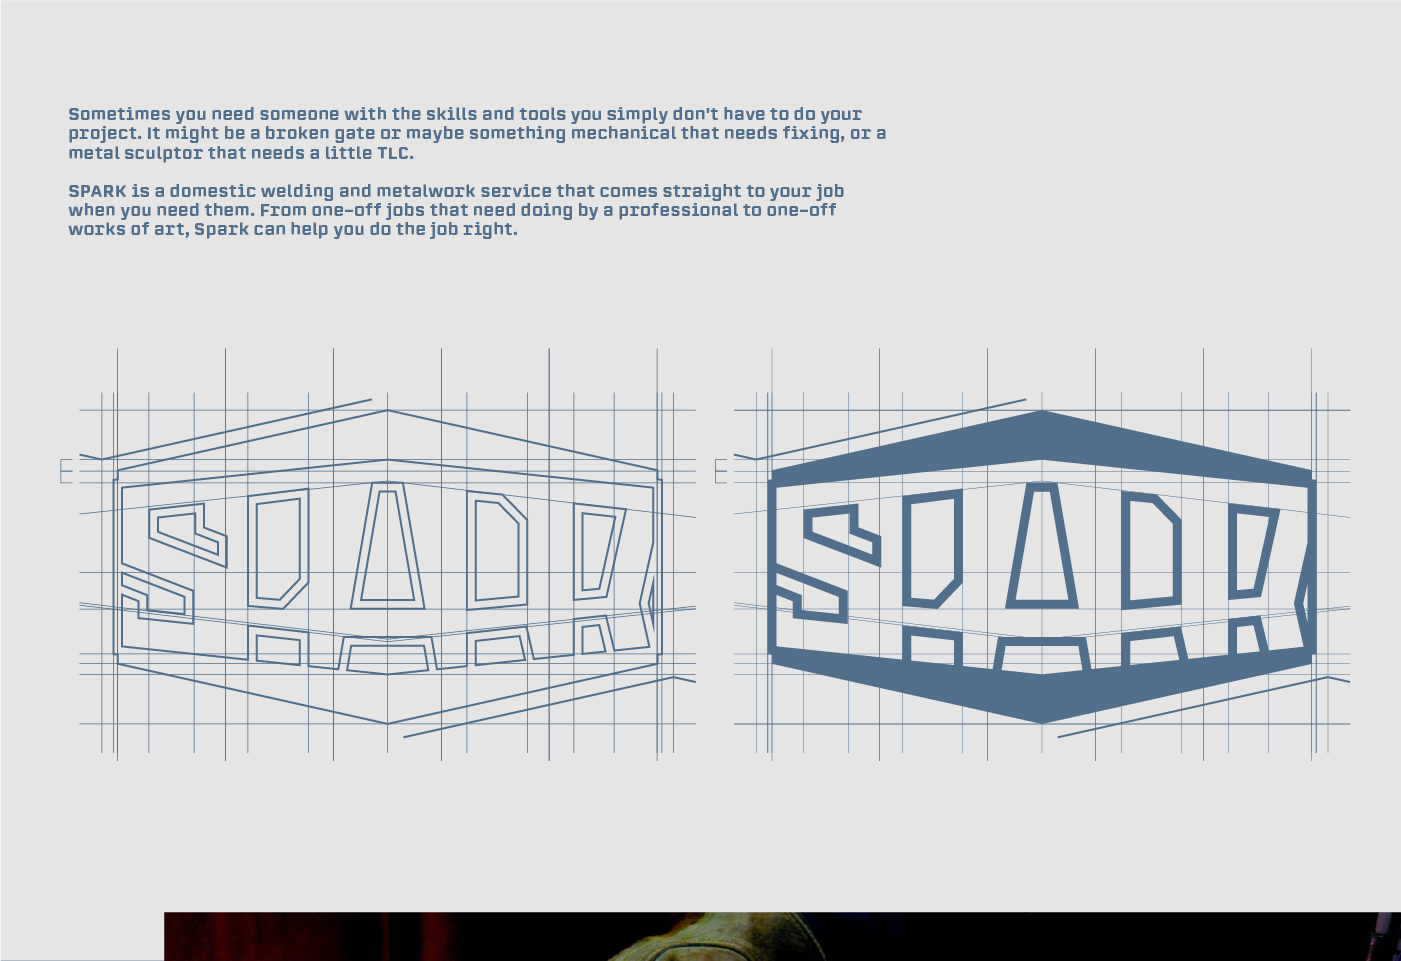 Sometimes you need someone with the skills and tools you simply don't have to do your
project. It might be a broken gate or maybe something mechanical that needs fixing, or a
metal sculptor that needs a little TLC.
SPARK is a domestic welding and metalwork service that comes straight to your job
when you need them. From one-off jobs that need doing by a professional to one-off
works of art, Spark can help you do the job right.
SPARK SPARK